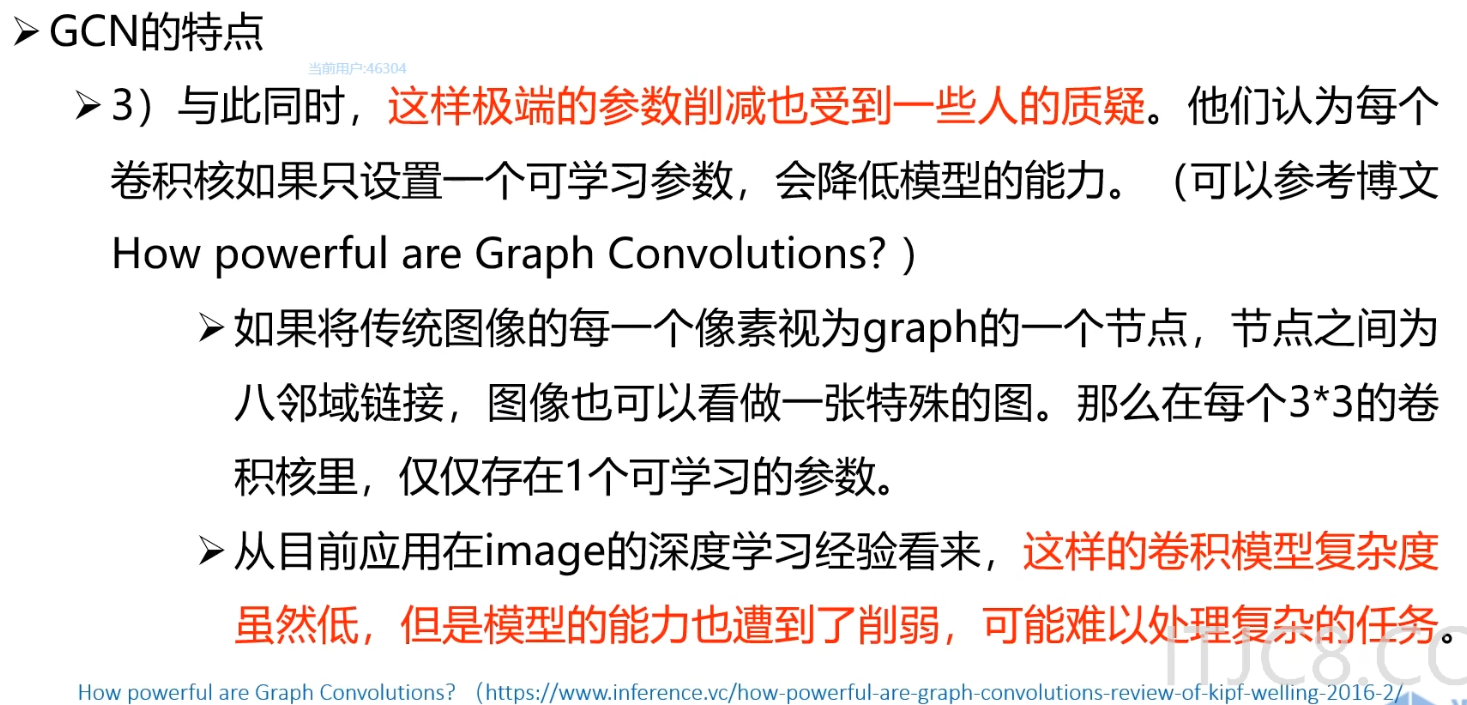 ➢ GCN的特点
当前用户:46304
➢ 3）与此同时，这样极端的参数削减也受到一些人的质疑。他们认为每个
卷积核如果只设置一个可学习参数，会降低模型的能力。（可以参考博文
How powerful are Graph Convolutions? ）
➢ 如果将传统图像的每一个像素视为graph的一个节点，节点之间为
八邻域链接，图像也可以看做一张特殊的图。那么在每个3*3的卷
积核里，仅仅存在1个可学习的参数。
➢ 从目前应用在image的深度学习经验看来，这样的卷积模型复杂度
虽然低，但是模型的能力也遭到了削弱，可能难以处理复杂的任务。
ITJC8.CC
How powerful are Graph Convolutions? （https://www.inference.vc/how-powerful-are-graph-convolutions-review-of-kipf-welling-2016-2/